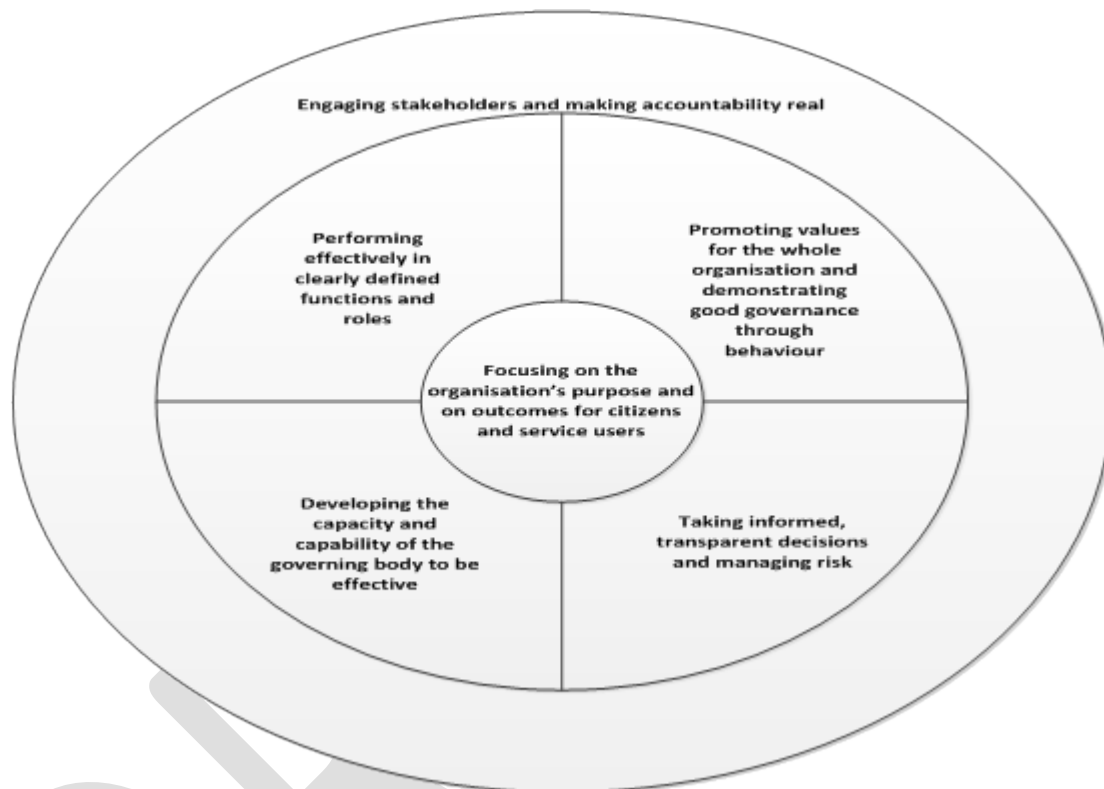 Engaging stakeholders and making accountability real
Performing
effectively in
clearly defined
functions and
roles
Promoting values
for the whole
organisation and
demonstrating
good governance
through
behaviour
Focusing on the
organisation's purpose and
on outcomes for citizens
and service users
Developing the
capacity and
capability of the
governing body to be
effective
Taking informed,
transparent decisions
and managing risk